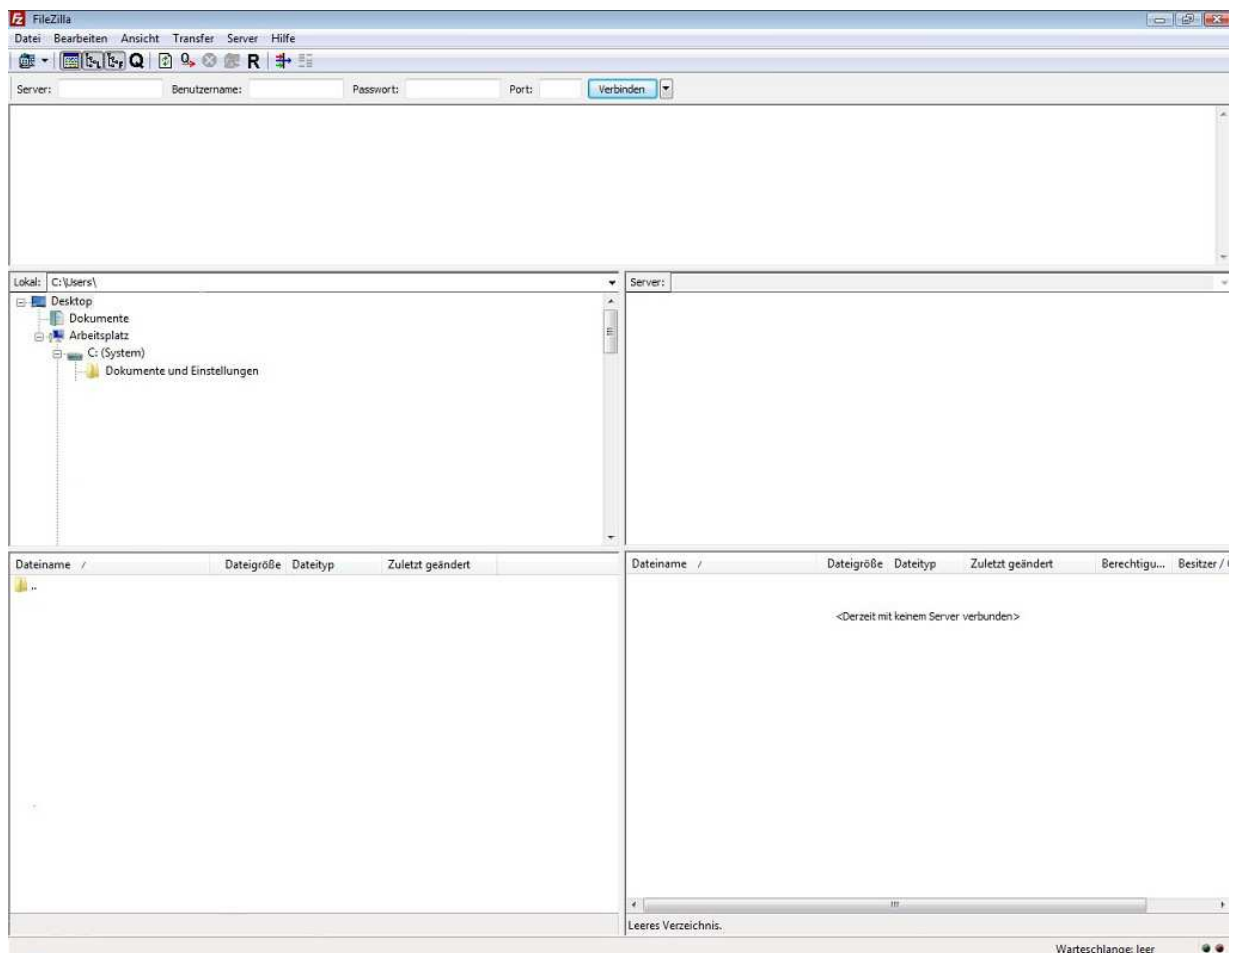 FileZilla
Datei Bearbeiten Ansicht Transfer Server Hilfe
Q R
Server: Benutzername: Passwort: Port: Verbinden
Lokal: C:\Users\
Server:
Desktop
Dokumente
Arbeitsplatz
C: (System)
Dokumente und Einstellungen
Dateiname / Dateigröße Dateityp Zuletzt geändert
..
Dateiname / Dateigröße Dateityp Zuletzt geändert Berechtigu... Besitzer /
<Derzeit mit keinem Server verbunden>
Leeres Verzeichnis.
Warteschlange: leer